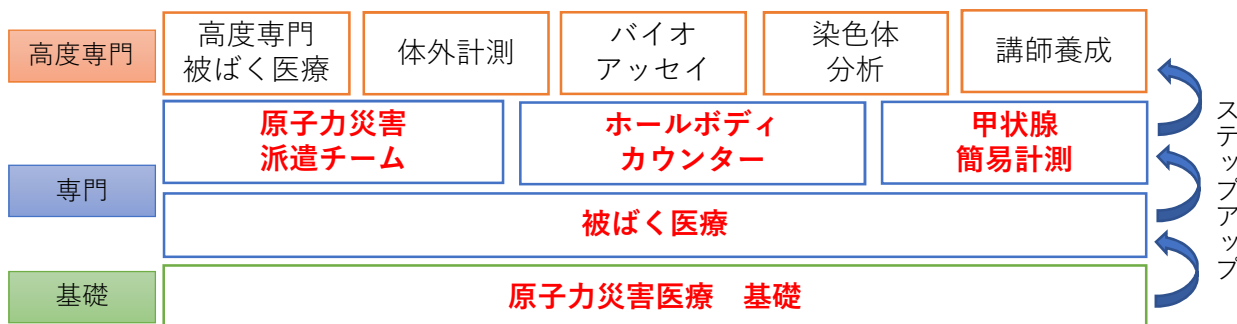 高度専門
高度専門
被ばく医療
体外計測
バイオ
アッセイ
染色体
分析
講師養成
専門
原子力災害
派遣チーム
ホールボディ
カウンター
甲状腺
簡易計測
被ばく医療
基礎
原子力災害医療　基礎
ステップアップ